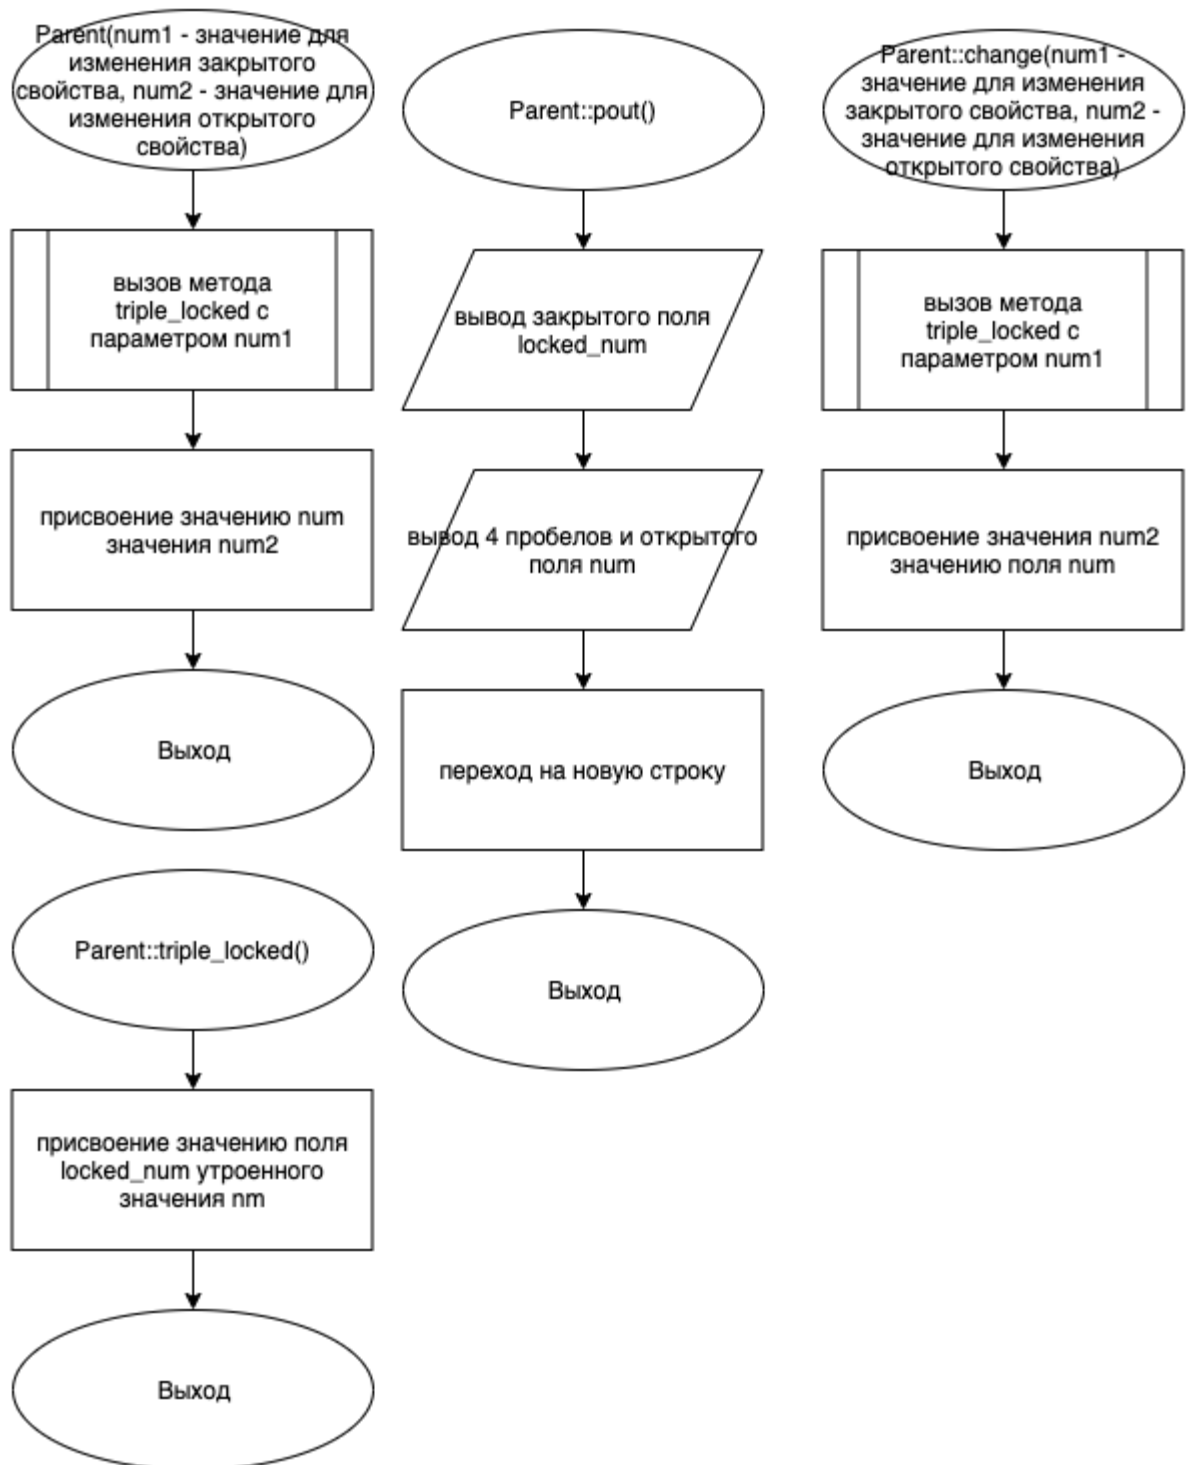 Parent(num1 - значение для
изменения закрытого
свойства, num2 - значение для
изменения открытого
свойства)
вызов метода
triple_locked с
параметром num1
присвоение значению num
значения num2
Выход
Parent::triple_locked()
присвоение значению поля
locked_num утроенного
значения nm
Выход
Parent::pout()
вывод закрытого поля
locked_num
вывод 4 пробелов и открытого
поля num
переход на новую строку
Выход
Parent::change(num1 -
значение для изменения
закрытого свойства, num2 -
значение для изменения
открытого свойства)
вызов метода
triple_locked с
параметром num1
присвоение значения num2
значению поля num
Выход